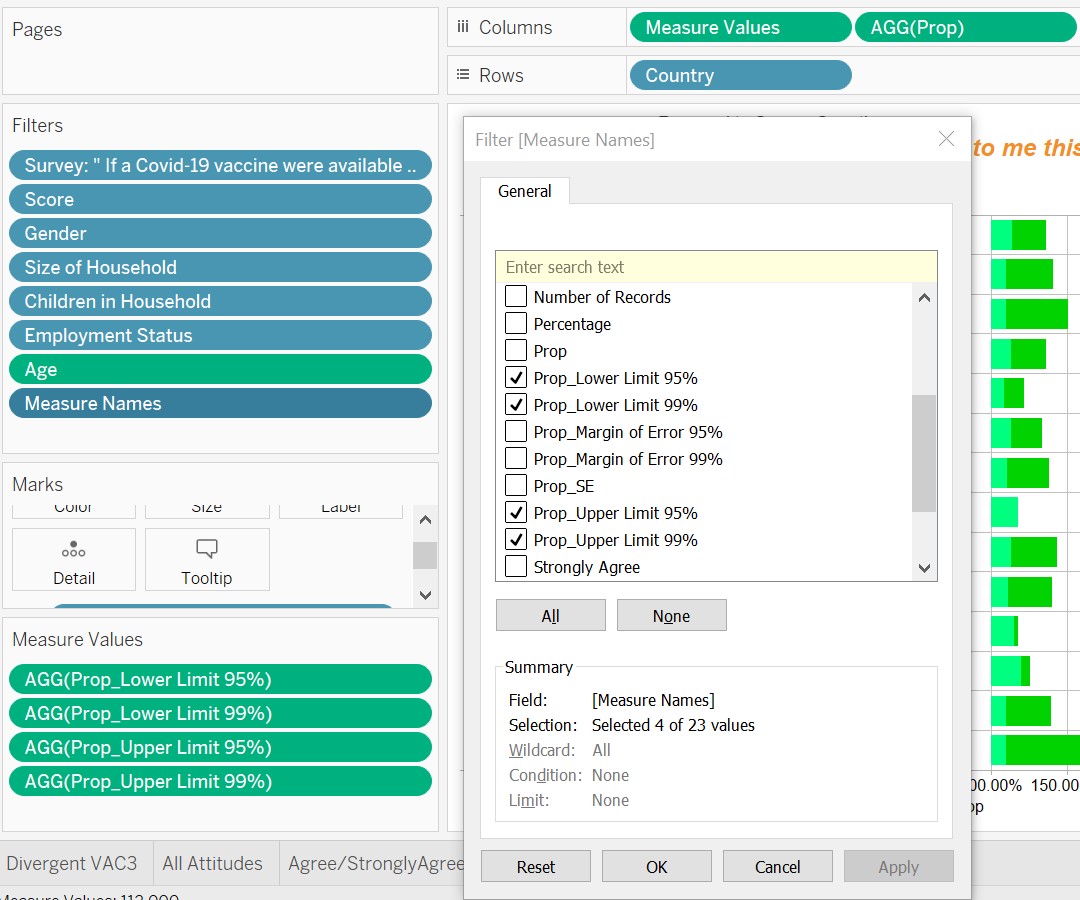 Pages
Columns
Measure Values
AGG(Prop)
Rows
Country
Filters
Survey: " If a Covid-19 vaccine were available ..
Score
Gender
Size of Household
Children in Household
Employment Status
Age
Measure Names
Marks
Color
Size
Label
Detail
Tooltip
Measure Values
AGG(Prop_Lower Limit 95%)
AGG(Prop_Lower Limit 99%)
AGG(Prop_Upper Limit 95%)
AGG(Prop_Upper Limit 99%)
Filter [Measure Names]
General
Enter search text
Number of Records
Percentage
Prop
Prop_Lower Limit 95%
Prop_Lower Limit 99%
Prop_Margin of Error 95%
Prop_Margin of Error 99%
Prop_SE
Prop_Upper Limit 95%
Prop_Upper Limit 99%
Strongly Agree
All
None
Summary
Field: [Measure Names]
Selection: Selected 4 of 23 values
Wildcard: All
Condition: None
Limit: None
Reset
OK
Cancel
Apply
to me this
00.00% 150.00
op
Divergent VAC3
All Attitudes
Agree/StronglyAgree
Measure Values: 112.000